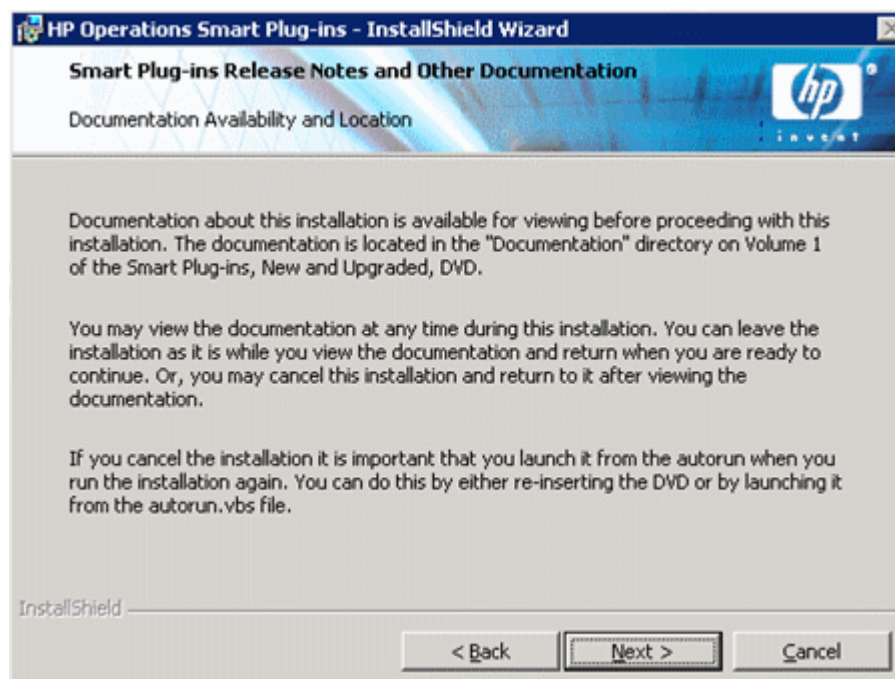 HP Operations Smart Plug-ins - InstallShield Wizard
Smart Plug-ins Release Notes and Other Documentation
Documentation Availability and Location
hp
invent
Documentation about this installation is available for viewing before proceeding with this
installation. The documentation is located in the "Documentation" directory on Volume 1
of the Smart Plug-ins, New and Upgraded, DVD.
You may view the documentation at any time during this installation. You can leave the
installation as it is while you view the documentation and return when you are ready to
continue. Or, you may cancel this installation and return to it after viewing the
documentation.
If you cancel the installation it is important that you launch it from the autorun when you
run the installation again. You can do this by either re-inserting the DVD or by launching it
from the autorun.vbs file.
InstallShield
< Back
Next >
Cancel